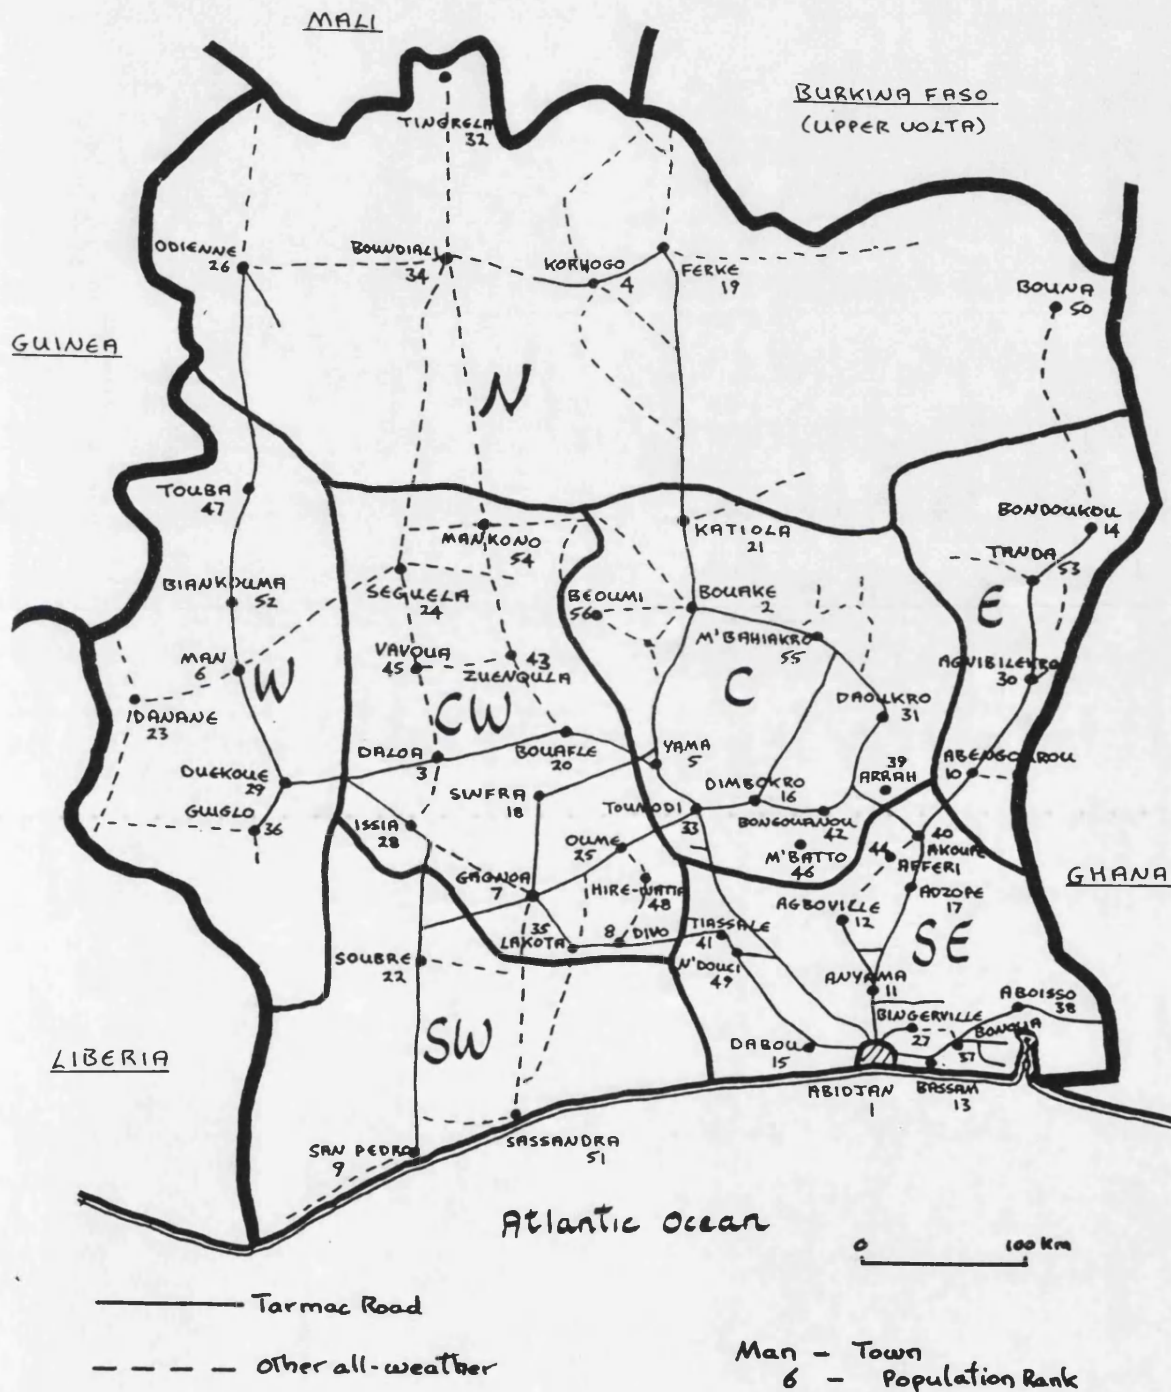 MALI
BURKINA FASO
(UPPER VOLTA)
TINGRELA
32
ODIENNE
26
BOUNDIALI
34
KORHOGO
4
FERKE
19
BOUNA
50
GUINEA
N
TOUBA
47
MANKONO
54
KATIOLA
21
BONDOUKOU
14
TANDA
53
BIANKOUMA
52
SEGUELA
24
BEOUMI
56
BOUAKE
2
M'BAHIAKRO
55
E
MAN
6
W
VAVOUA
45
43
ZUENQULA
C
AGNIBILEKRO
30
IDANANE
23
CW
DAOUKRO
31
DALOA
3
BOUAFLE
20
YAMA
5
39
ARRAH
ABENGOUROU
10
DUEKOUE
29
SINFRA
18
DIMBOKRO
16
GUIGLO
36
ISSIA
28
TOUMODI
33
BONGOUANOU
42
OUME
25
M'BATTO
46
40
AKOUPE
44
AFFERI
GHANA
GAGNOA
7
HIRE-WATTA
48
ADZOPE
17
AGBOVILLE
12
35
LAKOTA
8 DIVO
TIASSALE
41
SE
SOUBRE
22
N'DOUCI
49
ANYAMA
11
ABOISSO
38
BINGERVILLE
27
BONOUA
37
SW
LIBERIA
DABOU
15
ABIDJAN
1
BASSAM
13
SAN PEDRO
9
SASSANDRA
51
Atlantic Ocean
0 100 Km
Tarmac Road
Other all-weather
Man - Town
6 - Population Rank